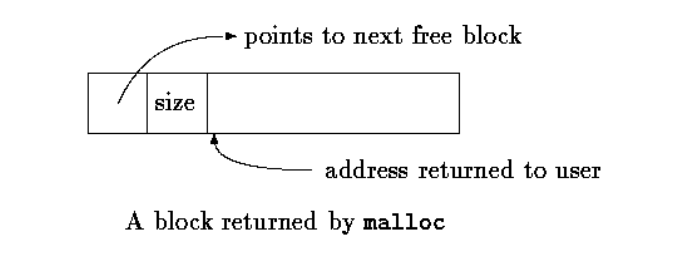 points to next free block
size
address returned to user
A block returned by malloc